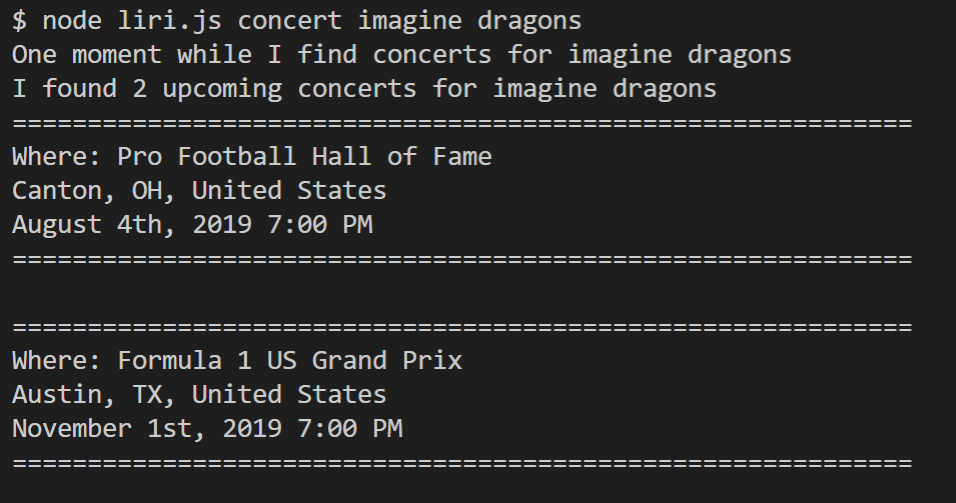 $ node liri.js concert imagine dragons
One moment while I find concerts for imagine dragons
I found 2 upcoming concerts for imagine dragons
============================================================
Where: Pro Football Hall of Fame
Canton, OH, United States
August 4th, 2019 7:00 PM
============================================================
============================================================
Where: Formula 1 US Grand Prix
Austin, TX, United States
November 1st, 2019 7:00 PM
============================================================